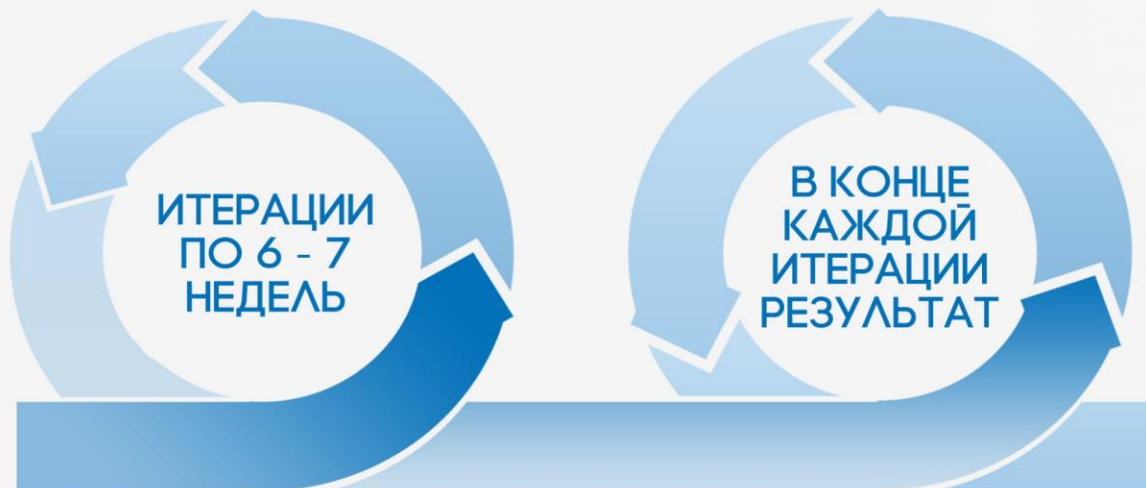 ИТЕРАЦИИ
ПО 6 - 7
НЕДЕЛЬ
В КОНЦЕ
КАЖДОЙ
ИТЕРАЦИИ
РЕЗУЛЬТАТ